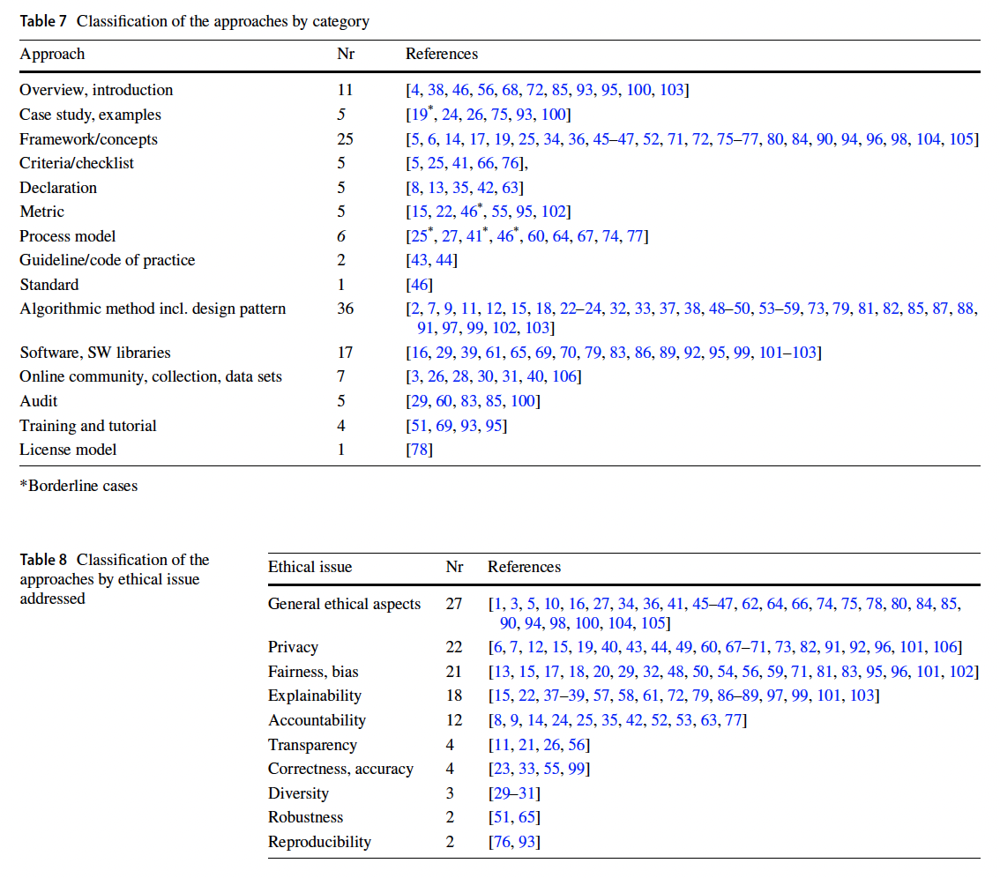 Table 7 Classification of the approaches by category
Approach Nr References
Overview, introduction 11 [4, 38, 46, 56, 68, 72, 85, 93, 95, 100, 103]
Case study, examples 5 [19*, 24, 26, 75, 93, 100]
Framework/concepts 25 [5, 6, 14, 17, 19, 25, 34, 36, 45–47, 52, 71, 72, 75–77, 80, 84, 90, 94, 96, 98, 104, 105]
Criteria/checklist 5 [5, 25, 41, 66, 76],
Declaration 5 [8, 13, 35, 42, 63]
Metric 5 [15, 22, 46*, 55, 95, 102]
Process model 6 [25*, 27, 41*, 46*, 60, 64, 67, 74, 77]
Guideline/code of practice 2 [43, 44]
Standard 1 [46]
Algorithmic method incl. design pattern 36 [2, 7, 9, 11, 12, 15, 18, 22–24, 32, 33, 37, 38, 48–50, 53–59, 73, 79, 81, 82, 85, 87, 88,
91, 97, 99, 102, 103]
Software, SW libraries 17 [16, 29, 39, 61, 65, 69, 70, 79, 83, 86, 89, 92, 95, 99, 101–103]
Online community, collection, data sets 7 [3, 26, 28, 30, 31, 40, 106]
Audit 5 [29, 60, 83, 85, 100]
Training and tutorial 4 [51, 69, 93, 95]
License model 1 [78]
*Borderline cases
Table 8 Classification of the
approaches by ethical issue
addressed
Ethical issue Nr References
General ethical aspects 27 [1, 3, 5, 10, 16, 27, 34, 36, 41, 45–47, 62, 64, 66, 74, 75, 78, 80, 84, 85,
90, 94, 98, 100, 104, 105]
Privacy 22 [6, 7, 12, 15, 19, 40, 43, 44, 49, 60, 67–71, 73, 82, 91, 92, 96, 101, 106]
Fairness, bias 21 [13, 15, 17, 18, 20, 29, 32, 48, 50, 54, 56, 59, 71, 81, 83, 95, 96, 101, 102]
Explainability 18 [15, 22, 37–39, 57, 58, 61, 72, 79, 86–89, 97, 99, 101, 103]
Accountability 12 [8, 9, 14, 24, 25, 35, 42, 52, 53, 63, 77]
Transparency 4 [11, 21, 26, 56]
Correctness, accuracy 4 [23, 33, 55, 99]
Diversity 3 [29–31]
Robustness 2 [51, 65]
Reproducibility 2 [76, 93]